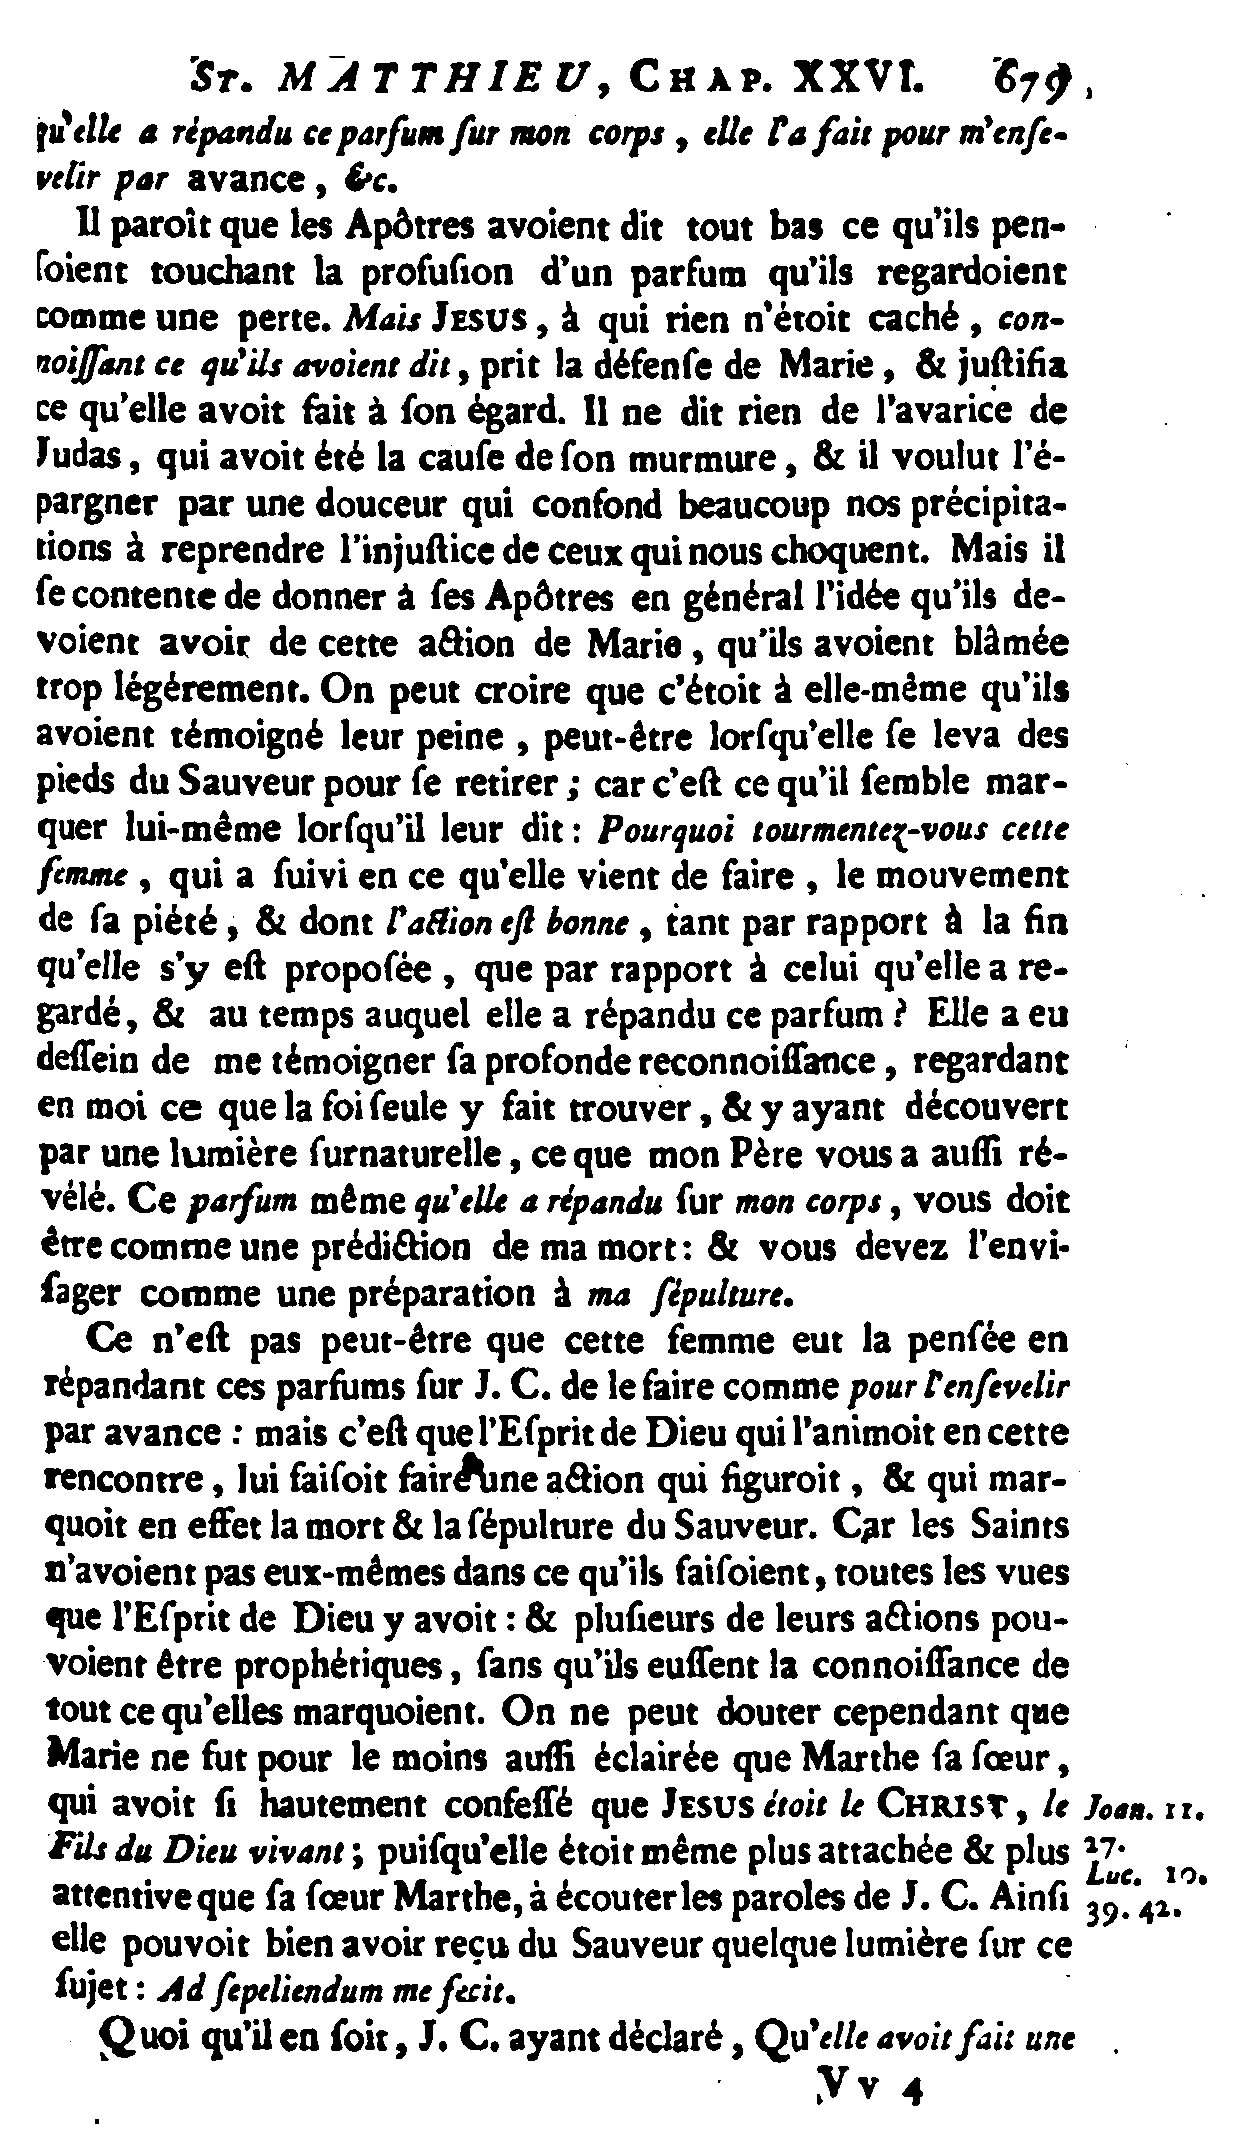 St. MATTHIEU, Chap. XXVI. 679
qu'elle a répandu ce parfum ſur mon corps, elle l'a fait pour m'enſe-
velir par avance, &c.
Il paroît que les Apôtres avoient dit tout bas ce qu'ils pen-
ſoient touchant la profuſion d'un parfum qu'ils regardoient
comme une perte. Mais JESUS, à qui rien n'étoit caché, con-
noiſſant ce qu'ils avoient dit, prit la défenſe de Marie, & juſtifia
ce qu'elle avoit fait à ſon égard. Il ne dit rien de l'avarice de
Judas, qui avoit été la cauſe de ſon murmure, & il voulut l'é-
pargner par une douceur qui confond beaucoup nos précipita-
tions à reprendre l'injuſtice de ceux qui nous choquent. Mais il
ſe contente de donner à ſes Apôtres en général l'idée qu'ils de-
voient avoir de cette action de Marie, qu'ils avoient blâmée
trop légérement. On peut croire que c'étoit à elle-même qu'ils
avoient témoigné leur peine, peut-être lorſqu'elle ſe leva des
pieds du Sauveur pour ſe retirer; car c'eſt ce qu'il ſemble mar-
quer lui-même lorſqu'il leur dit: Pourquoi tourmentez-vous cette
femme, qui a ſuivi en ce qu'elle vient de faire, le mouvement
de ſa piété, & dont l'action eſt bonne, tant par rapport à la fin
qu'elle s'y eſt propoſée, que par rapport à celui qu'elle a re-
gardé, & au temps auquel elle a répandu ce parfum? Elle a eu
deſſein de me témoigner ſa profonde reconnoiſſance, regardant
en moi ce que la foi ſeule y fait trouver, & y ayant découvert
par une lumière ſurnaturelle, ce que mon Père vous a auſſi ré-
vélé. Ce parfum même qu'elle a répandu ſur mon corps, vous doit
être comme une prédiction de ma mort: & vous devez l'envi-
ſager comme une préparation à ma ſépulture.
Ce n'eſt pas peut-être que cette femme eut la penſée en
répandant ces parfums ſur J. C. de le faire comme pour l'enſevelir
par avance: mais c'eſt que l'Eſprit de Dieu qui l'animoit en cette
rencontre, lui faiſoit faire une action qui figuroit, & qui mar-
quoit en effet la mort & la ſépulture du Sauveur. Car les Saints
n'avoient pas eux-mêmes dans ce qu'ils faiſoient, toutes les vues
que l'Eſprit de Dieu y avoit: & pluſieurs de leurs actions pou-
voient être prophétiques, ſans qu'ils euſſent la connoiſſance de
tout ce qu'elles marquoient. On ne peut douter cependant que
Marie ne fut pour le moins auſſi éclairée que Marthe ſa ſœur,
qui avoit ſi hautement confeſſé que JESUS étoit le CHRIST, le Joan. 11.
Fils du Dieu vivant; puiſqu'elle étoit même plus attachée & plus 27.
Luc. 10.
attentive que ſa ſœur Marthe, à écouter les paroles de J. C. Ainſi 39. 42.
elle pouvoit bien avoir reçu du Sauveur quelque lumière ſur ce
ſujet: Ad ſepeliendum me fecit.
Quoi qu'il en ſoit, J. C. ayant déclaré, Qu'elle avoit fait une
Vv 4